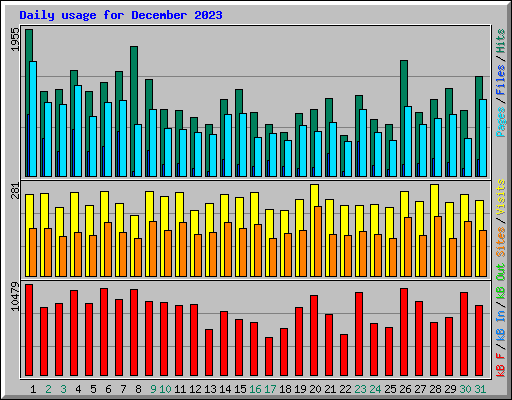 Daily usage for December 2023
1955
Pages / Files / Hits
281
Sites / Visits
10479
kB F / kB In / kB Out
1 2 3 4 5 6 7 8 9 10 11 12 13 14 15 16 17 18 19 20 21 22 23 24 25 26 27 28 29 30 31